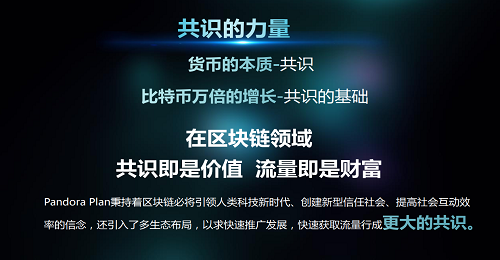 共识的力量
货币的本质-共识
比特币万倍的增长-共识的基础
在区块链领域
共识即是价值 流量即是财富
Pandora Plan秉持着区块链必将引领人类科技新时代、创建新型信任社会、提高社会互动效
率的信念，还引入了多生态布局，以求快速推广发展，快速获取流量行成更大的共识。